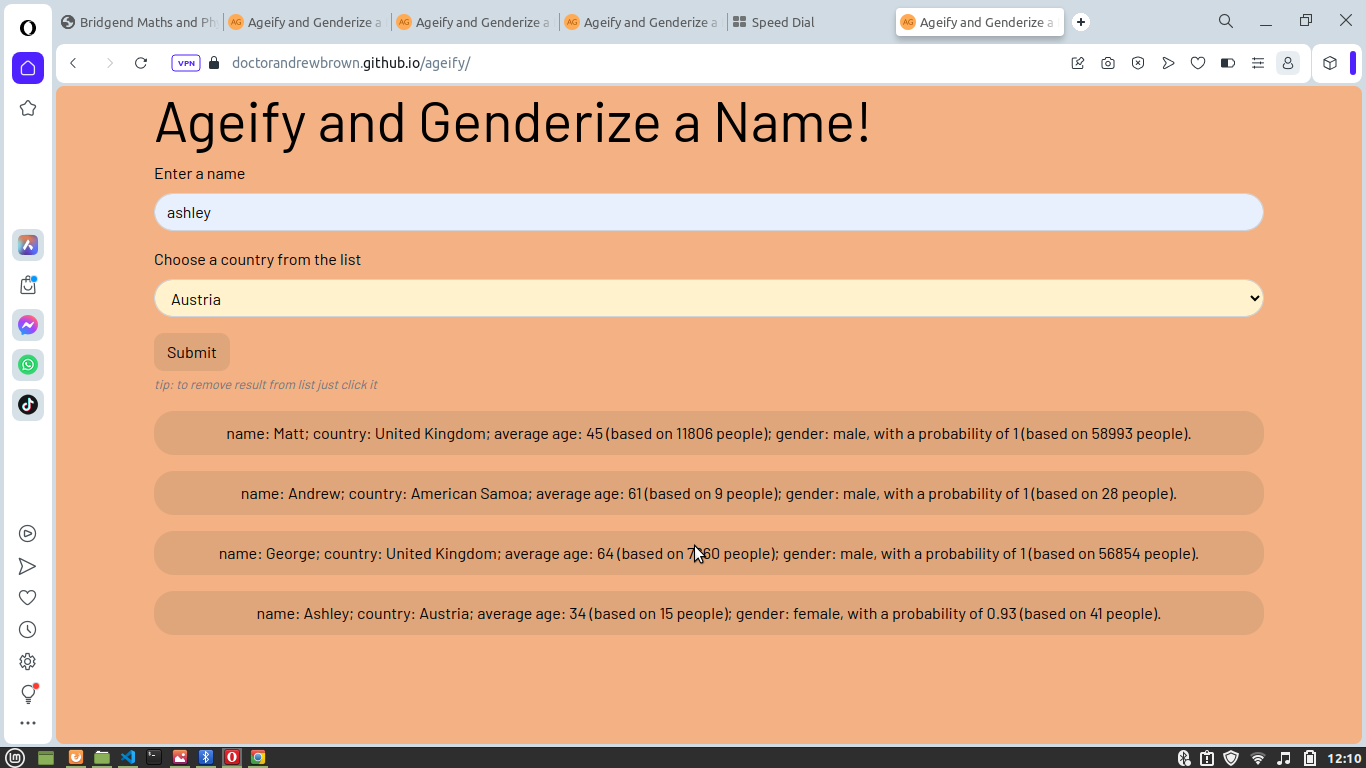 Bridgend Maths and Ph
AG Ageify and Genderize a
AG Ageify and Genderize a
AG Ageify and Genderize a
Speed Dial
AG Ageify and Genderize a
VPN
doctorandrewbrown.github.io/ageify/
Ageify and Genderize a Name!
Enter a name
ashley
Choose a country from the list
Austria
Submit
tip: to remove result from list just click it
name: Matt; country: United Kingdom; average age: 45 (based on 11806 people); gender: male, with a probability of 1 (based on 58993 people).
name: Andrew; country: American Samoa; average age: 61 (based on 9 people); gender: male, with a probability of 1 (based on 28 people).
name: George; country: United Kingdom; average age: 64 (based on people); gender: male, with a probability of 1 (based on 56854 people).
name: Ashley; country: Austria; average age: 34 (based on 15 people); gender: female, with a probability of 0.93 (based on 41 people).
12:10